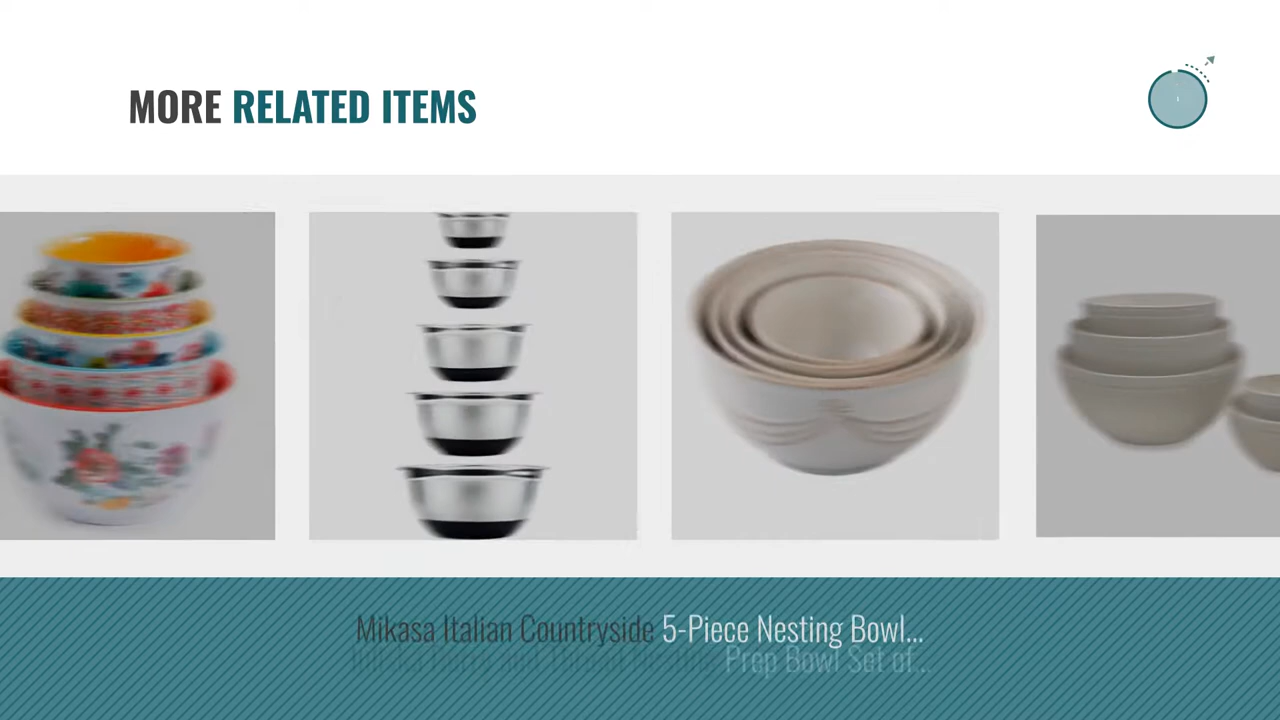 MORE RELATED ITEMS
Mikasa Italian Countryside 5-Piece Nesting Bowl...
Prep Bowl Set of...